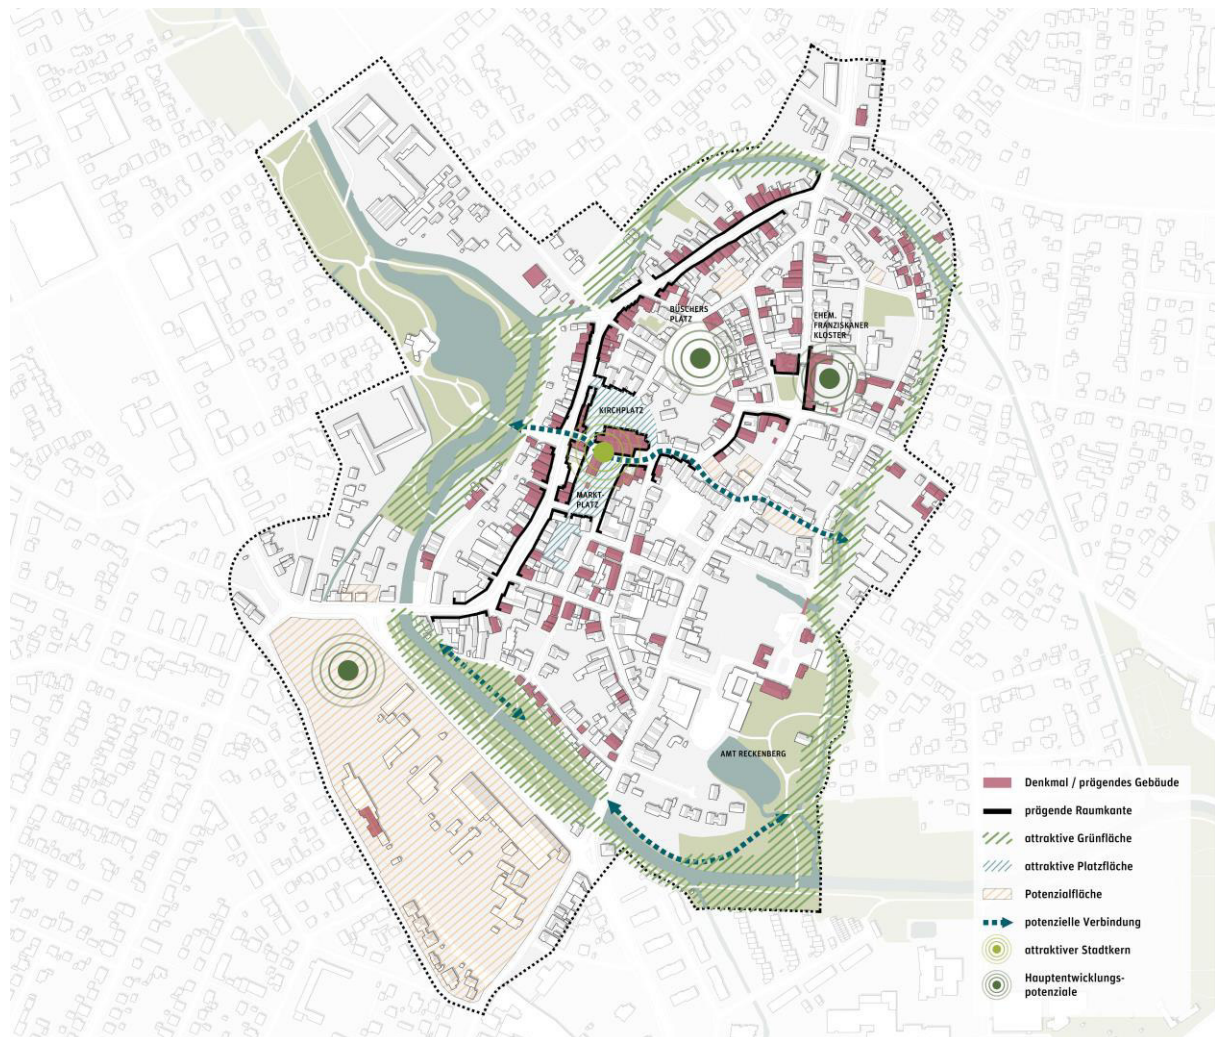 BÜSCHERS
PLATZ
EHEM.
FRANZISKANER
KLOSTER
KIRCHPLATZ
MARKT
PLATZ
AMT RECKENBERG
Denkmal / prägendes Gebäude
prägende Raumkante
attraktive Grünfläche
attraktive Platzfläche
Potenzialfläche
potenzielle Verbindung
attraktiver Stadtkern
Hauptentwicklungs-
potenziale